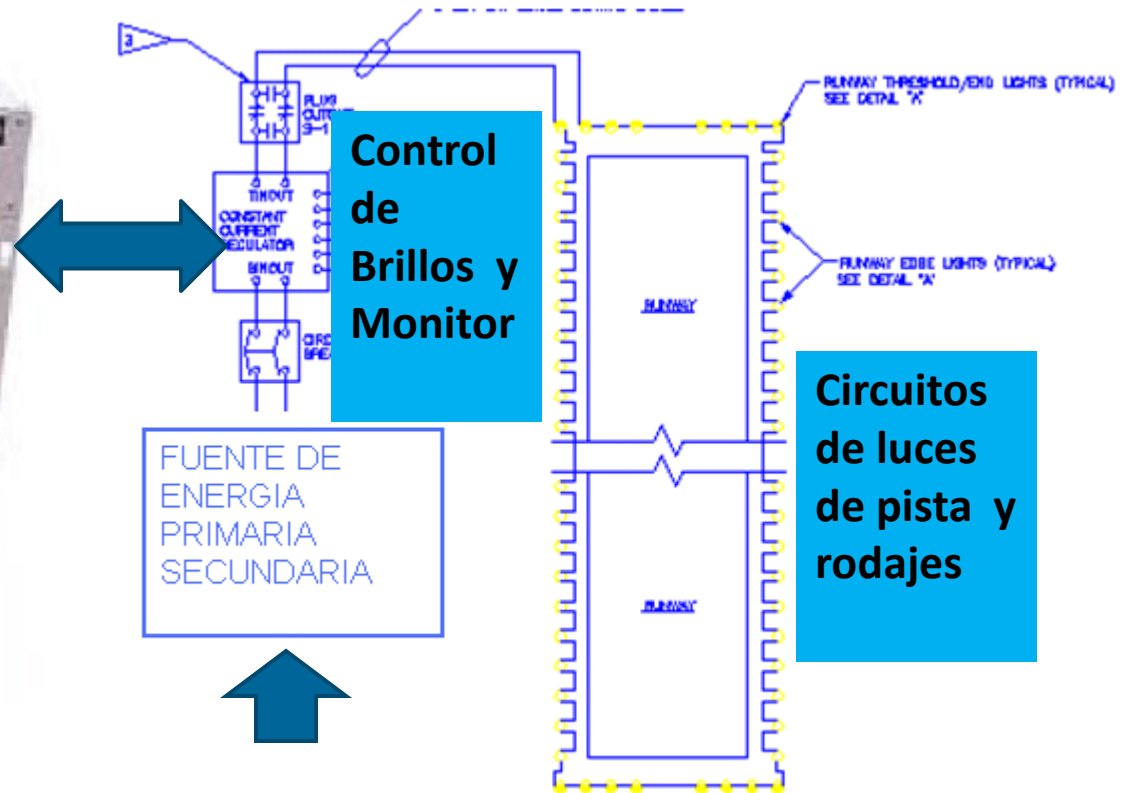 3
RUNWAY THRESHOLD/END LIGHTS (TYPICAL)
SEE DETAIL "A"
PLUG
Control
de
Brillos y
Monitor
CONSTANT
CURRENT
REGULATOR
RUNWAY EDGE LIGHTS (TYPICAL)
SEE DETAIL "A"
RUNWAY
Circuitos
de luces
de pista y
rodajes
FUENTE DE
ENERGIA
PRIMARIA
SECUNDARIA
RUNWAY